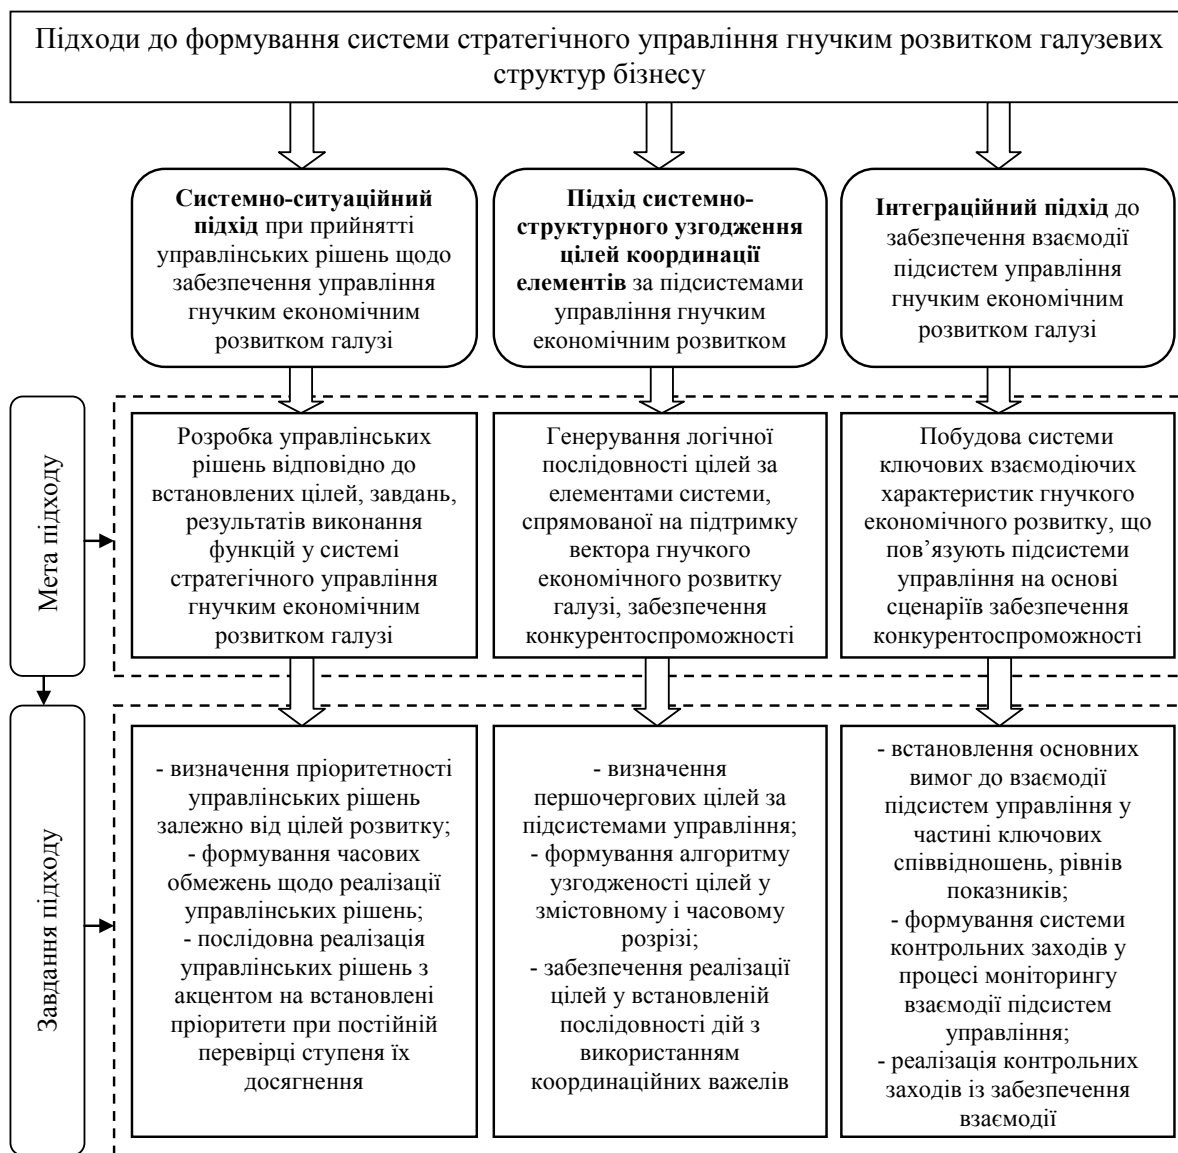 Підходи до формування системи стратегічного управління гнучким розвитком галузевих
структур бізнесу
Системно-ситуаційний
підхід при прийнятті
управлінських рішень щодо
забезпечення управління
гнучким економічним
розвитком галузі
Підхід системно-
структурного узгодження
цілей координації
елементів за підсистемами
управління гнучким
економічним розвитком
Інтеграційний підхід до
забезпечення взаємодії
підсистем управління
гнучким економічним
розвитком галузі
Мета підходу
Розробка управлінських
рішень відповідно до
встановлених цілей, завдань,
результатів виконання
функцій у системі
стратегічного управління
гнучким економічним
розвитком галузі
Генерування логічної
послідовності цілей за
елементами системи,
спрямованої на підтримку
вектора гнучкого
економічного розвитку
галузі, забезпечення
конкурентоспроможності
Побудова системи
ключових взаємодіючих
характеристик гнучкого
економічного розвитку, що
пов’язують підсистеми
управління на основі
сценаріїв забезпечення
конкурентоспроможності
Завдання підходу
- визначення пріоритетності
управлінських рішень
залежно від цілей розвитку;
- формування часових
обмежень щодо реалізації
управлінських рішень;
- послідовна реалізація
управлінських рішень з
акцентом на встановлені
пріоритети при постійній
перевірці ступеня їх
досягнення
- визначення
першочергових цілей за
підсистемами управління;
- формування алгоритму
узгодженості цілей у
змістовному і часовому
розрізі;
- забезпечення реалізації
цілей у встановленій
послідовності дій з
використанням
координаційних важелів
- встановлення основних
вимог до взаємодії
підсистем управління у
частині ключових
співвідношень, рівнів
показників;
- формування системи
контрольних заходів у
процесі моніторингу
взаємодії підсистем
управління;
- реалізація контрольних
заходів із забезпечення
взаємодії